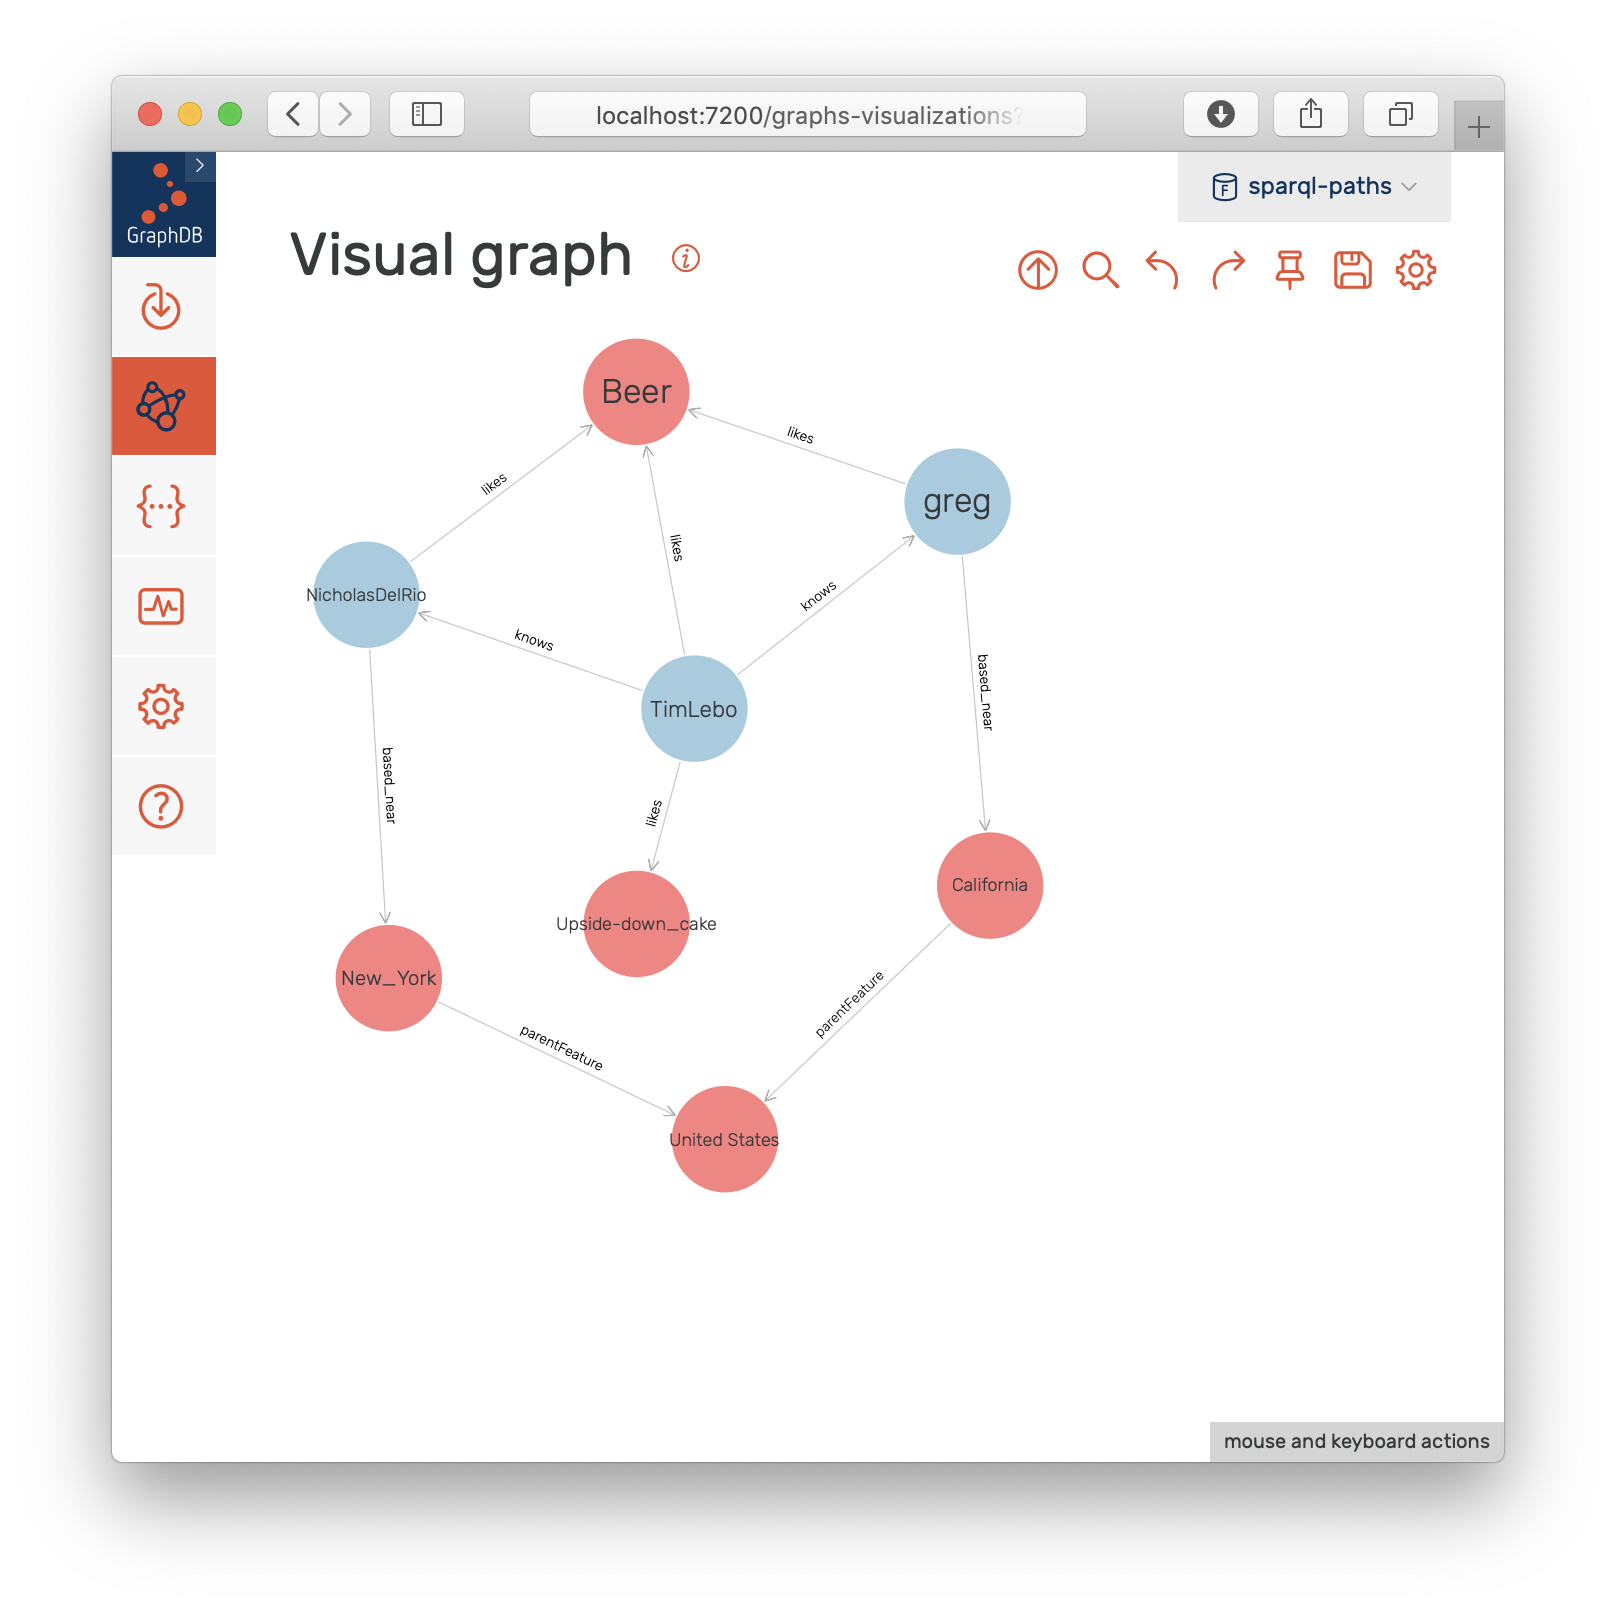 localhost:7200/graphs-visualizations?
GraphDB
sparql-paths
Visual graph
Beer
likes
greg
likes
likes
NicholasDelRio
knows
knows
TimLebo
based_near
based_near
likes
California
Upside-down_cake
New_York
parentFeature
parentFeature
United States
mouse and keyboard actions